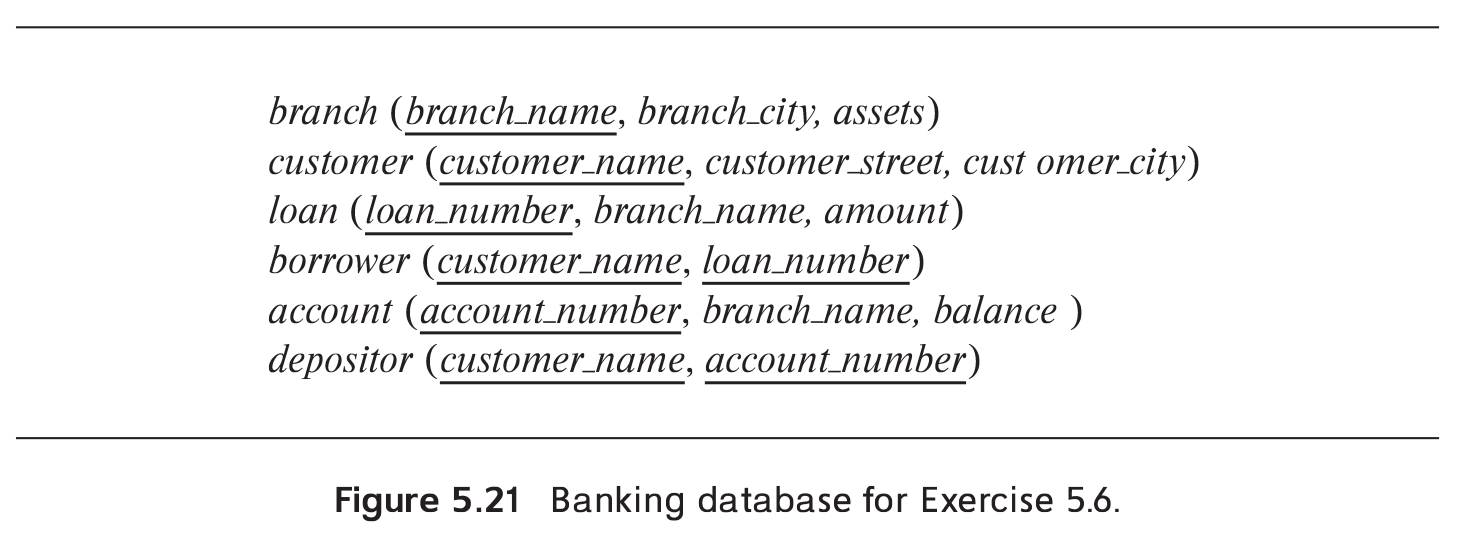 branch (branch_name, branch_city, assets)
customer (customer_name, customer_street, cust omer_city)
loan (loan_number, branch_name, amount)
borrower (customer_name, loan_number)
account (account_number, branch_name, balance )
depositor (customer_name, account_number)
Figure 5.21 Banking database for Exercise 5.6.